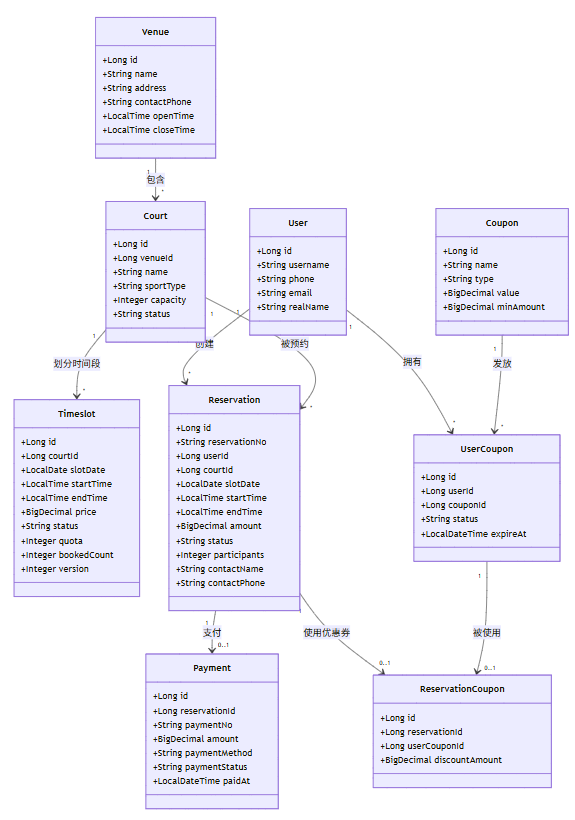 Venue
+Long id
+String name
+String address
+String contactPhone
+LocalTime openTime
+LocalTime closeTime
1
包含
*
Court
+Long id
+Long venueId
+String name
+String sportType
+Integer capacity
+String status
User
+Long id
+String username
+String phone
+String email
+String realName
Coupon
+Long id
+String name
+String type
+BigDecimal value
+BigDecimal minAmount
1
划分时间段
*
1
创建
*
1
被预约
*
1
拥有
*
1
发放
*
Timeslot
+Long id
+Long courtId
+LocalDate slotDate
+LocalTime startTime
+LocalTime endTime
+BigDecimal price
+String status
+Integer quota
+Integer bookedCount
+Integer version
Reservation
+Long id
+String reservationNo
+Long userId
+Long courtId
+LocalDate slotDate
+LocalTime startTime
+LocalTime endTime
+BigDecimal amount
+String status
+Integer participants
+String contactName
+String contactPhone
UserCoupon
+Long id
+Long userId
+Long couponId
+String status
+LocalDateTime expireAt
1
支付
0..1
1
使用优惠券
0..1
1
被使用
0..1
Payment
+Long id
+Long reservationId
+String paymentNo
+BigDecimal amount
+String paymentMethod
+String paymentStatus
+LocalDateTime paidAt
ReservationCoupon
+Long id
+Long reservationId
+Long userCouponId
+BigDecimal discountAmount